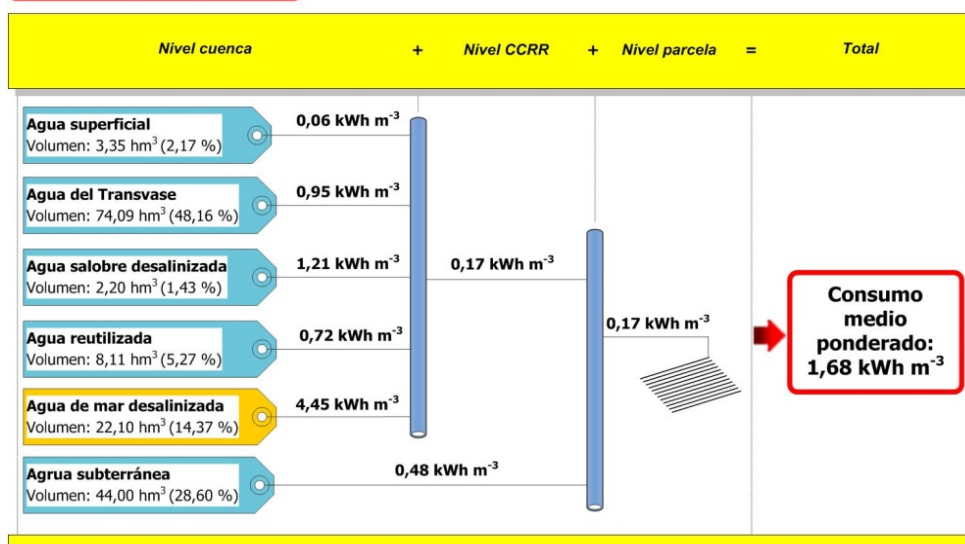 Nivel cuenca + Nivel CCRR + Nivel parcela = Total
Agua superficial
Volumen: 3,35 hm³ (2,17 %)
0,06 kWh m⁻³
Agua del Transvase
Volumen: 74,09 hm³ (48,16 %)
0,95 kWh m⁻³
Agua salobre desalinizada
Volumen: 2,20 hm³ (1,43 %)
1,21 kWh m⁻³
0,17 kWh m⁻³
Agua reutilizada
Volumen: 8,11 hm³ (5,27 %)
0,72 kWh m⁻³
0,17 kWh m⁻³
Agua de mar desalinizada
Volumen: 22,10 hm³ (14,37 %)
4,45 kWh m⁻³
Agrua subterránea
Volumen: 44,00 hm³ (28,60 %)
0,48 kWh m⁻³
Consumo
medio
ponderado:
1,68 kWh m⁻³